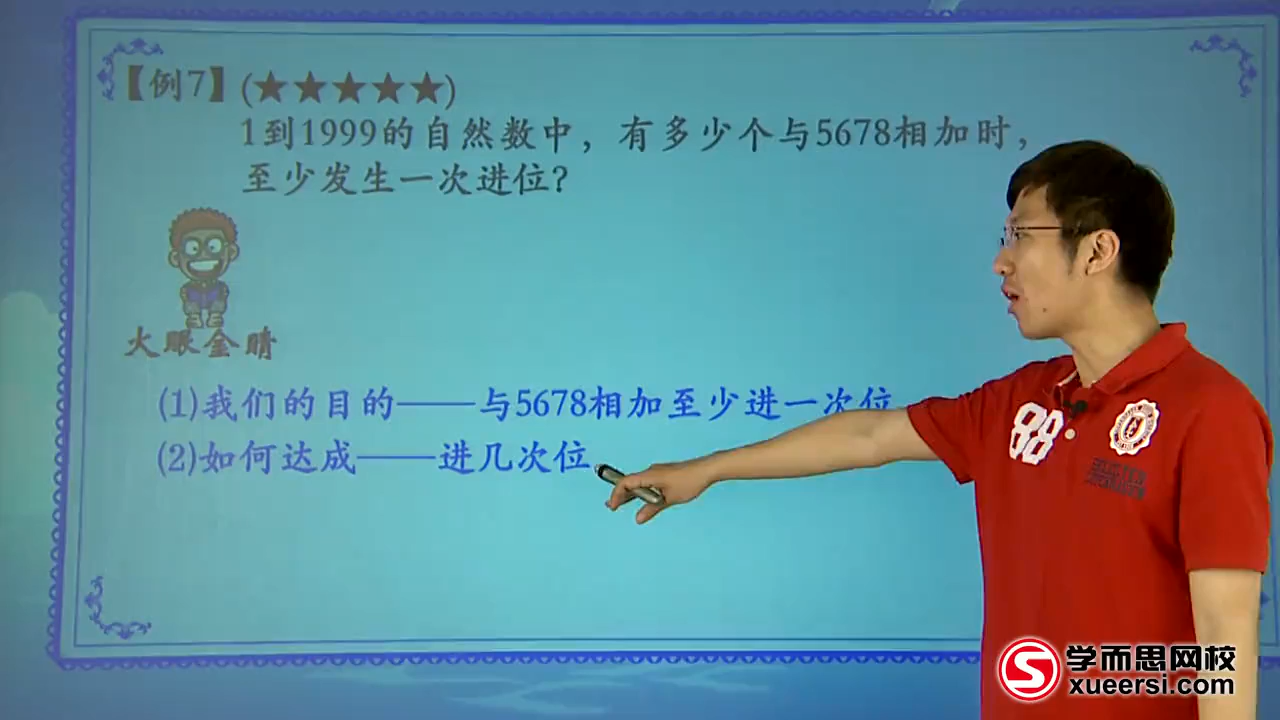 【例7】(★★★★★)
1到1999的自然数中，有多少个与5678相加时，
至少发生一次进位?
火眼金睛
(1)我们的目的——与5678相加至少进一次位
(2)如何达成——进几次位
88
学而思网校
xueersi.com